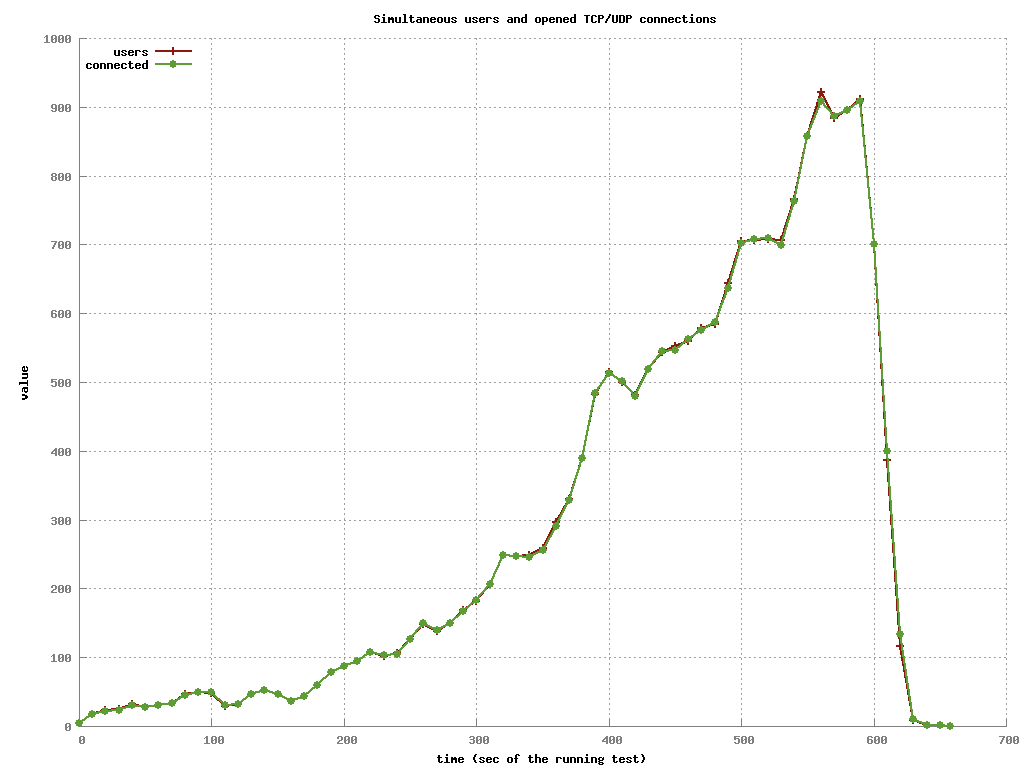 Simultaneous users and opened TCP/UDP connections
1000
users
connected
900
800
700
600
value
500
400
300
200
100
0
0 100 200 300 400 500 600 700
time (sec of the running test)